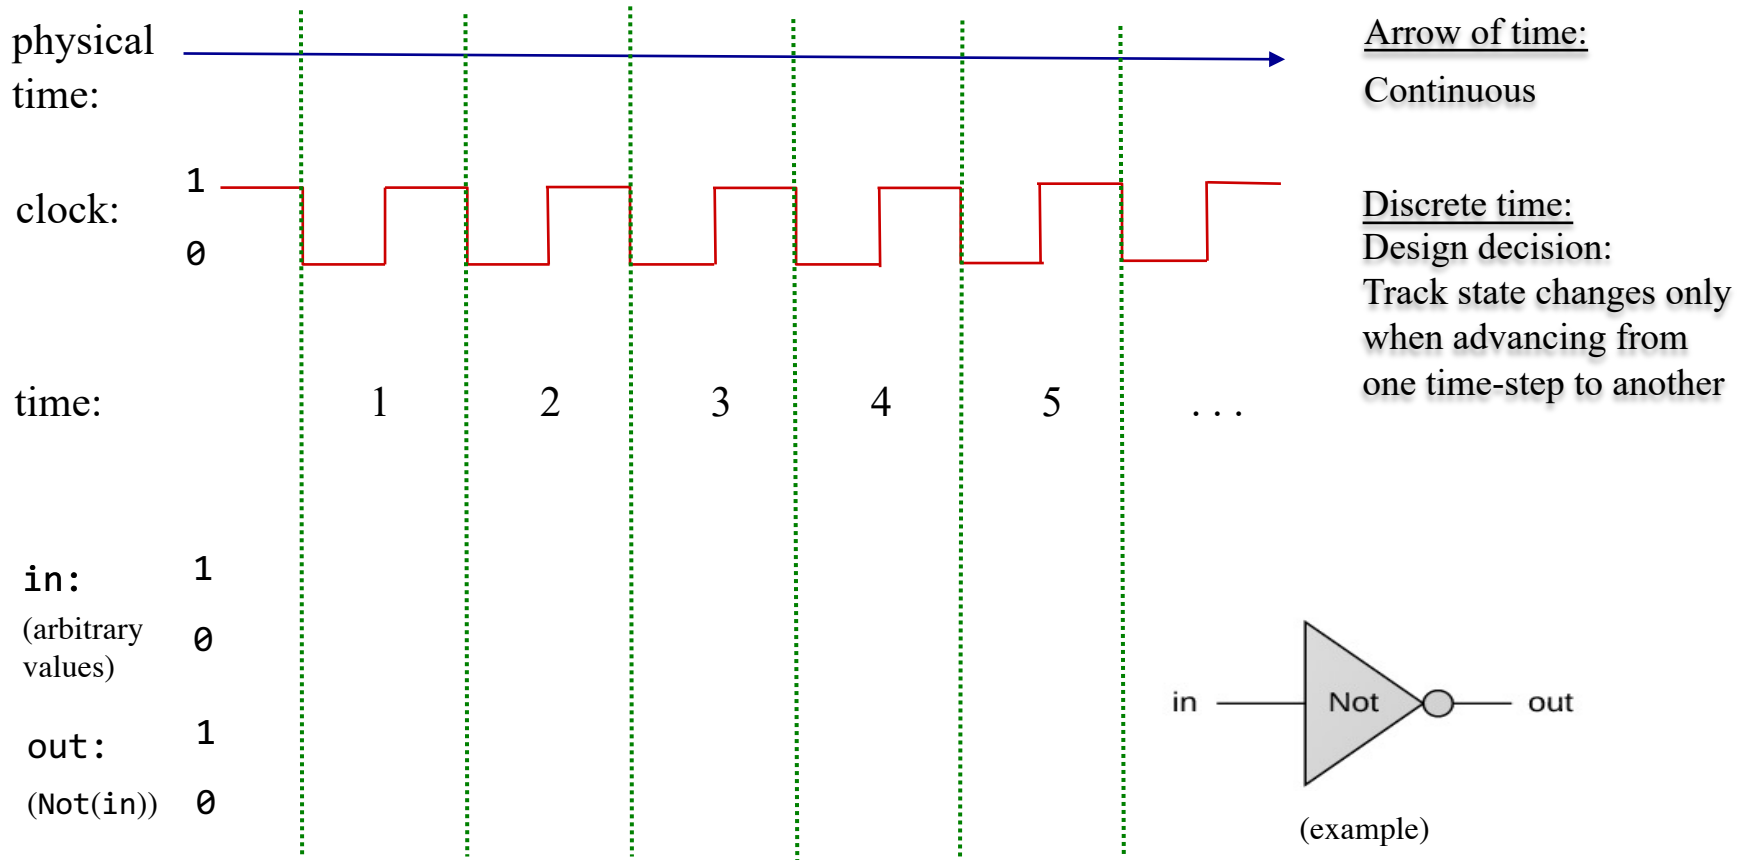 physical
time:
Arrow of time:
Continuous
clock:
1
0
Discrete time:
Design decision:
Track state changes only
when advancing from
one time-step to another
time:
1 2 3 4 5 . . .
in:
1
(arbitrary
values)
0
out:
1
(Not(in))
0
in
Not
out
(example)